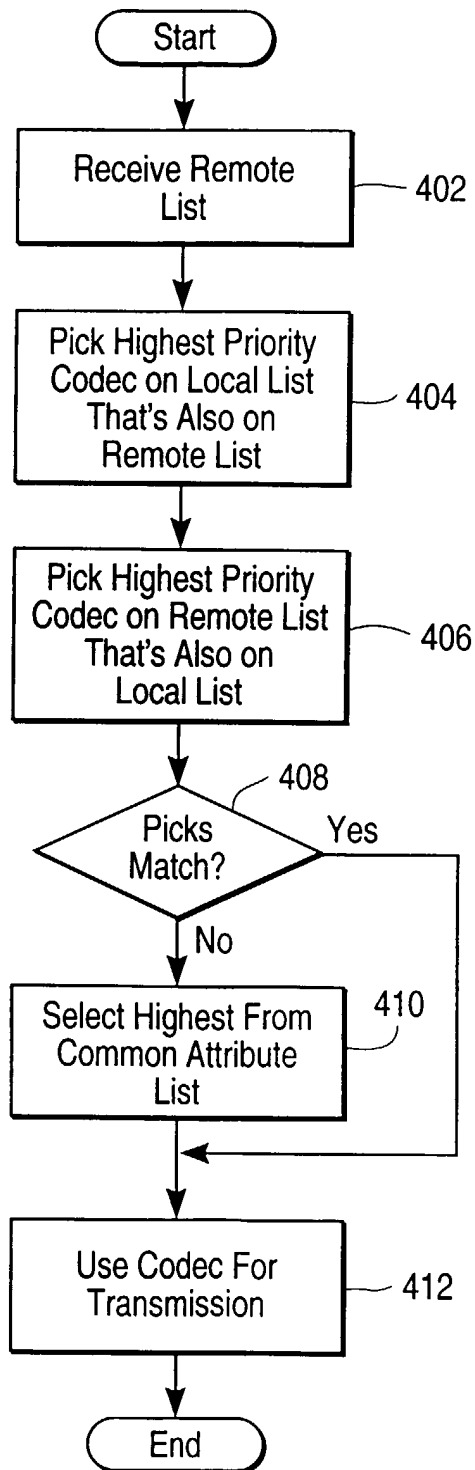 Start
Receive Remote
List
402
Pick Highest Priority
Codec on Local List
That's Also on
Remote List
404
Pick Highest Priority
Codec on Remote List
That's Also on
Local List
406
408
Picks
Match?
Yes
No
Select Highest From
Common Attribute
List
410
Use Codec For
Transmission
412
End